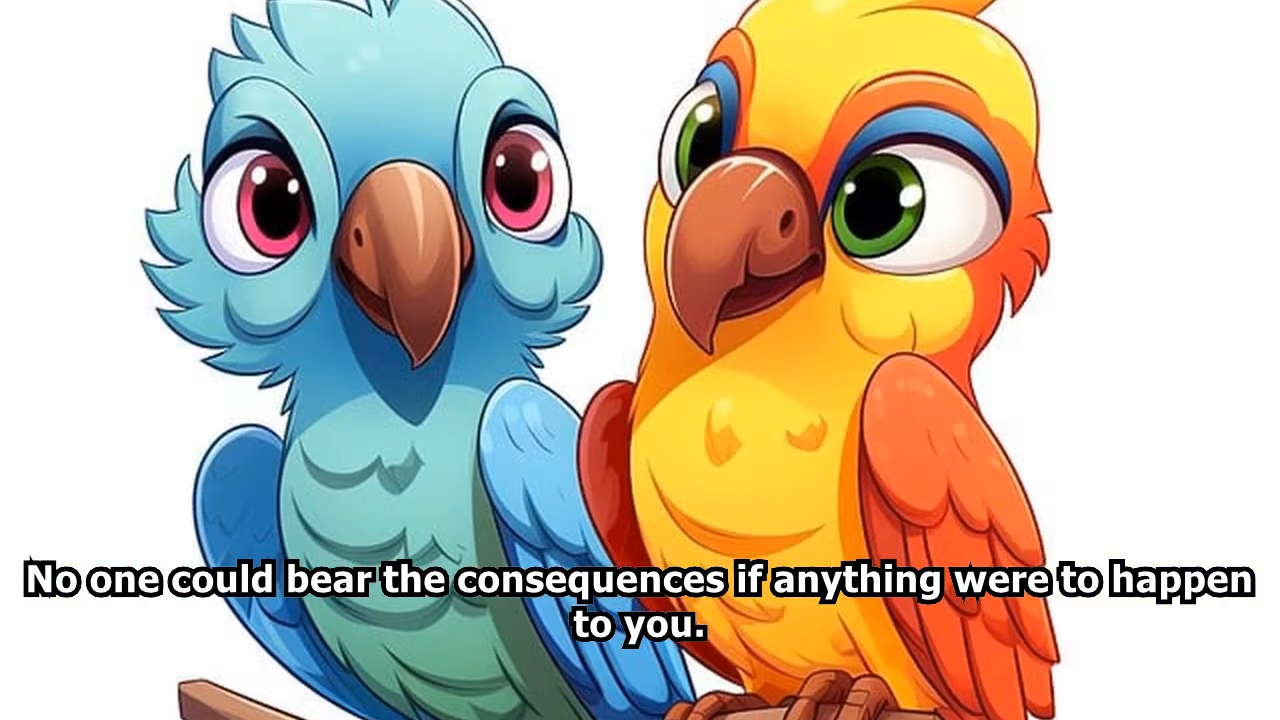 No one could bear the consequences if anything were to happen
to you.